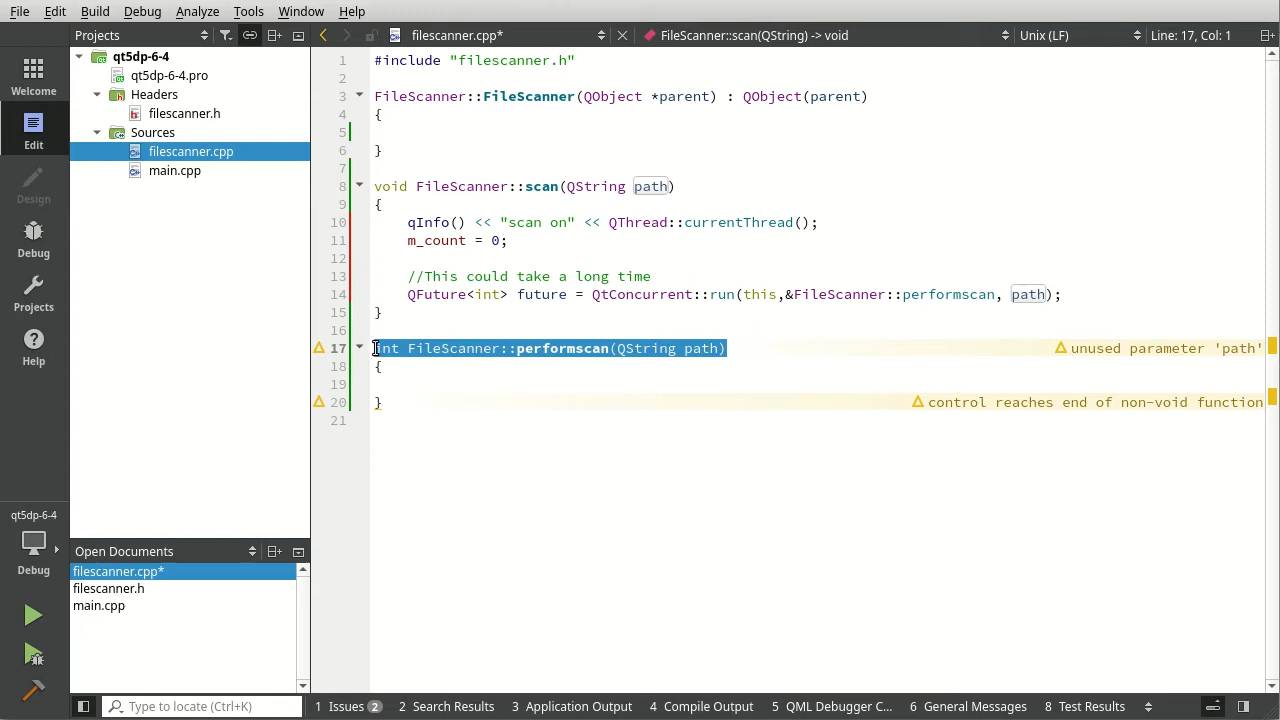 File Edit Build Debug Analyze Tools Window Help
Projects
filescanner.cpp*
FileScanner::scan(QString) -> void
Unix (LF)
Line: 17, Col: 1
Welcome
Edit
Design
Debug
Projects
Help
qt5dp-6-4
Debug
qt5dp-6-4
qt5dp-6-4.pro
Headers
filescanner.h
Sources
filescanner.cpp
main.cpp
Open Documents
filescanner.cpp*
filescanner.h
main.cpp
1 #include "filescanner.h"
2
3 FileScanner::FileScanner(QObject *parent) : QObject(parent)
4 {
5
6 }
7
8 void FileScanner::scan(QString path)
9 {
10 qInfo() << "scan on" << QThread::currentThread();
11 m_count = 0;
12
13 //This could take a long time
14 QFuture<int> future = QtConcurrent::run(this,&FileScanner::performscan, path);
15 }
16
17 int FileScanner::performscan(QString path) unused parameter 'path'
18 {
19
20 } control reaches end of non-void function
21
Type to locate (Ctrl+K)
1 Issues 2
2 Search Results
3 Application Output
4 Compile Output
5 QML Debugger C...
6 General Messages
8 Test Results